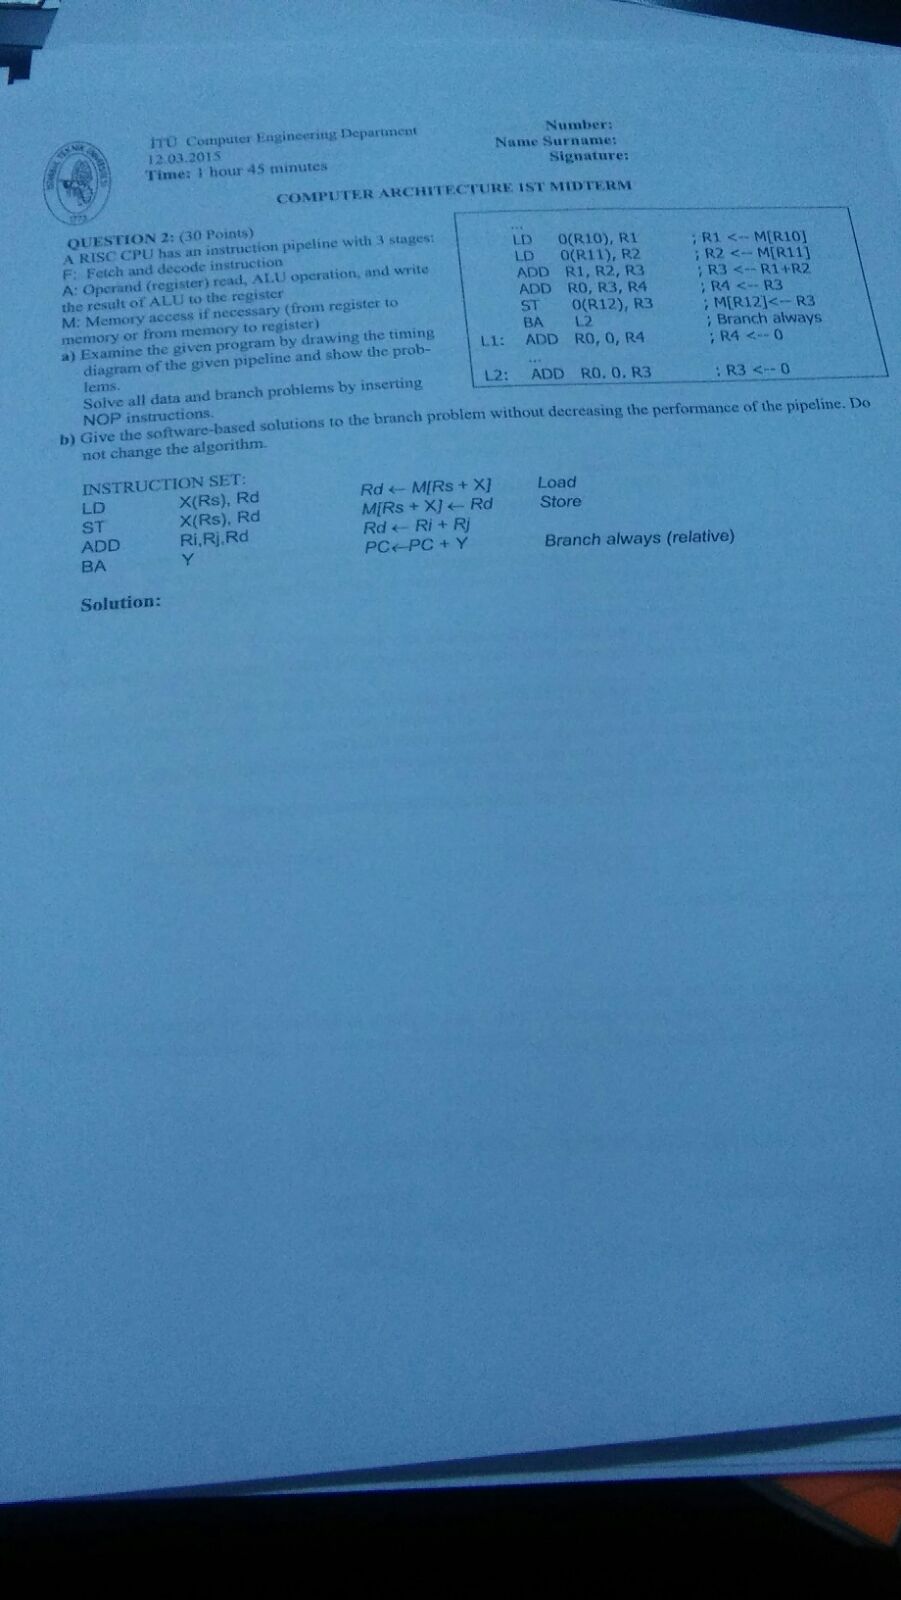 İTÜ Computer Engineering Department
12.03.2015
Time: 1 hour 45 minutes
Number:
Name Surname:
Signature:
COMPUTER ARCHITECTURE 1ST MIDTERM
QUESTION 2: (30 Points)
A RISC CPU has an instruction pipeline with 3 stages:
F: Fetch and decode instruction
A: Operand (register) read, ALU operation, and write
the result of ALU to the register
M: Memory access if necessary (from register to
memory or from memory to register)
a) Examine the given program by drawing the timing
diagram of the given pipeline and show the prob-
lems.
Solve all data and branch problems by inserting
NOP instructions.
...
LD 0(R10), R1 ; R1 <-- M[R10]
LD 0(R11), R2 ; R2 <-- M[R11]
ADD R1, R2, R3 ; R3 <-- R1+R2
ADD R0, R3, R4 ; R4 <-- R3
ST 0(R12), R3 ; M[R12]<-- R3
BA L2 ; Branch always
L1: ADD R0, 0, R4 ; R4 <-- 0
...
L2: ADD R0. 0. R3 ; R3 <-- 0
b) Give the software-based solutions to the branch problem without decreasing the performance of the pipeline. Do
not change the algorithm.
INSTRUCTION SET:
LD X(Rs), Rd Rd ← M[Rs + X] Load
ST X(Rs), Rd M[Rs + X] ← Rd Store
ADD Ri,Rj,Rd Rd ← Ri + Rj
BA Y PC←PC + Y Branch always (relative)
Solution: